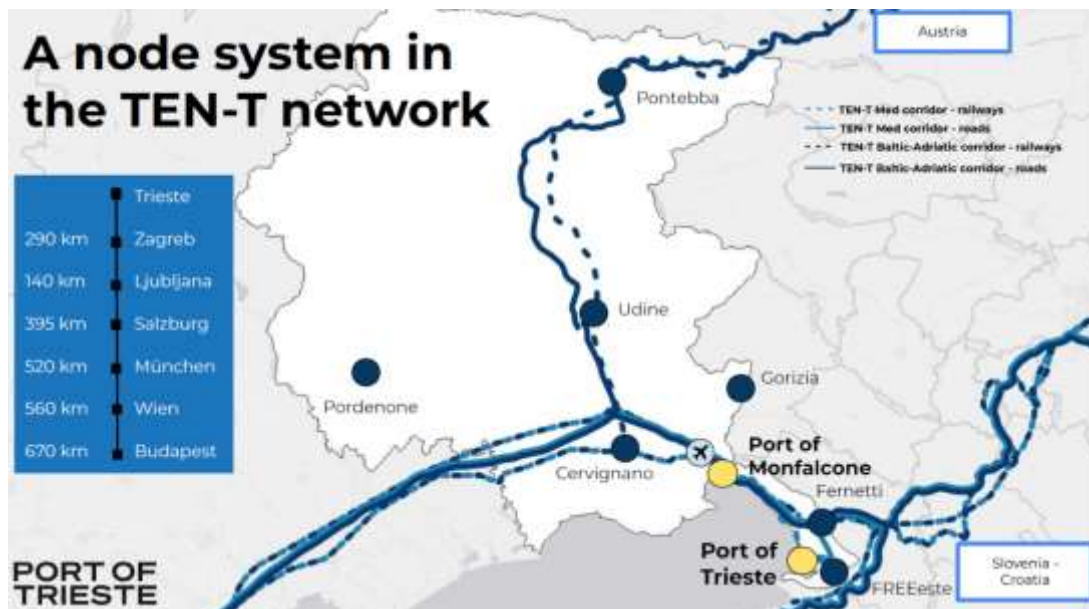 A node system in
the TEN-T network
Austria
Pontebba
TEN-T Med corridor - railways
TEN-T Med corridor - roads
TEN-T Baltic-Adriatic corridor - railways
TEN-T Baltic-Adriatic corridor - roads
Trieste
290 km Zagreb
140 km Ljubljana
395 km Salzburg
520 km München
560 km Wien
670 km Budapest
Udine
Pordenone
Gorizia
Cervignano
Port of
Monfalcone
Fernetti
Port of
Trieste
FREEeste
Slovenia -
Croatia
PORT OF
TRIESTE